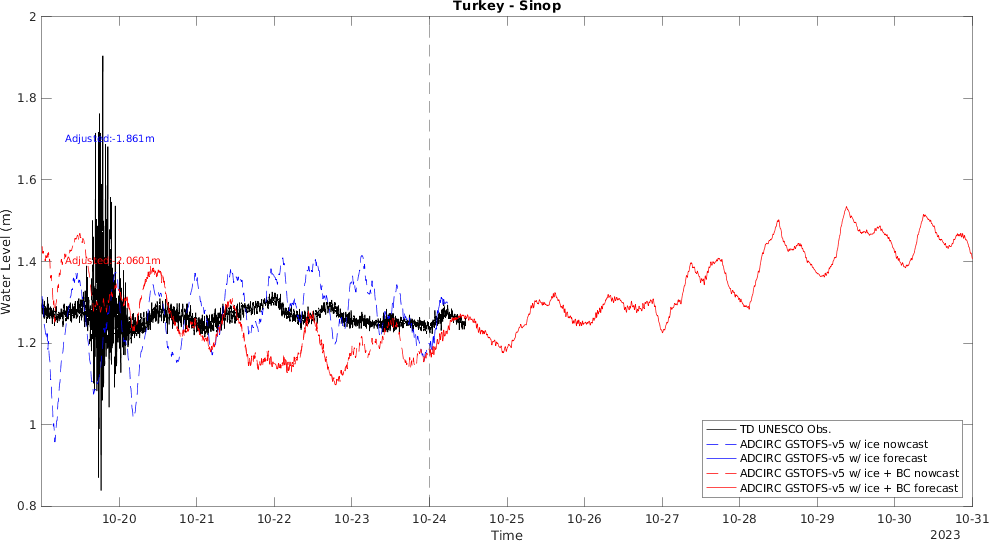 Turkey - Sinop
Water Level (m)
2
1.8
1.6
1.4
1.2
1
0.8
Adjusted:-1.861m
Adjusted:-2.0601m
TD UNESCO Obs.
ADCIRC GSTOFS-v5 w/ ice nowcast
ADCIRC GSTOFS-v5 w/ ice forecast
ADCIRC GSTOFS-v5 w/ ice + BC nowcast
ADCIRC GSTOFS-v5 w/ ice + BC forecast
10-20 10-21 10-22 10-23 10-24 10-25 10-26 10-27 10-28 10-29 10-30 10-31
Time
2023